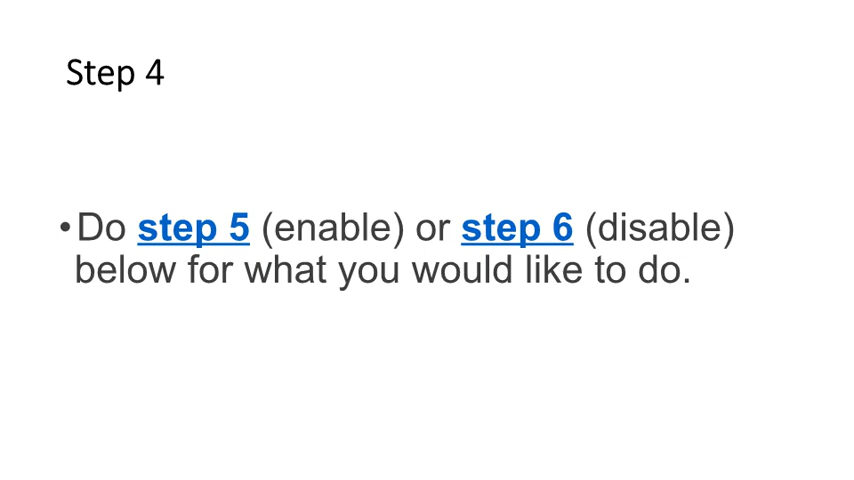 Step 4
•Do step 5 (enable) or step 6 (disable)
below for what you would like to do.